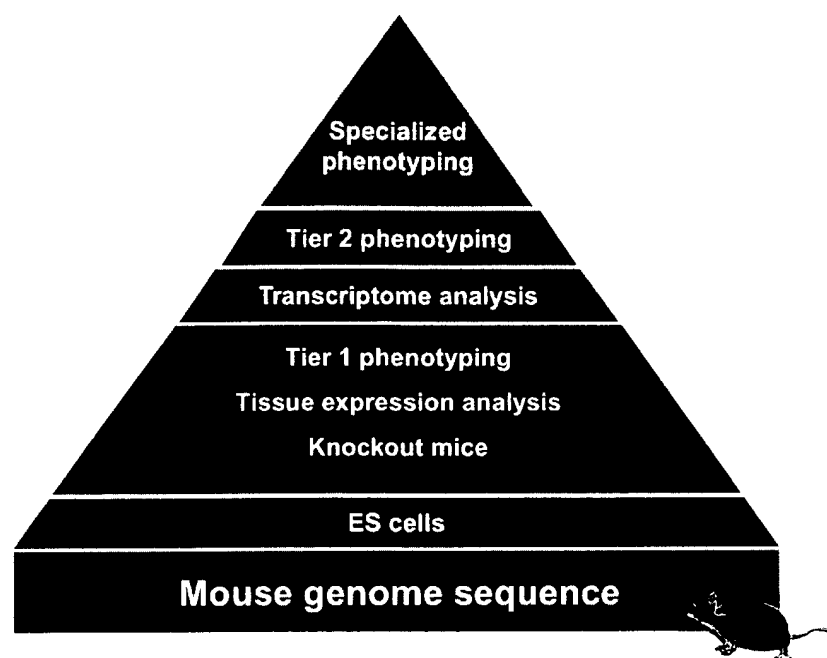 Specialized
phenotyping
Tier 2 phenotyping
Transcriptome analysis
Tier 1 phenotyping
Tissue expression analysis
Knockout mice
ES cells
Mouse genome sequence